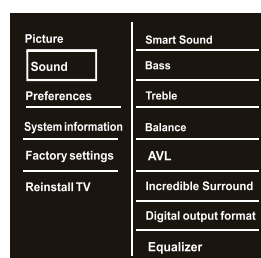 Picture
Sound
Preferences
System information
Factory settings
Reinstall TV
Smart Sound
Bass
Treble
Balance
AVL
Incredible Surround
Digital output format
Equalizer